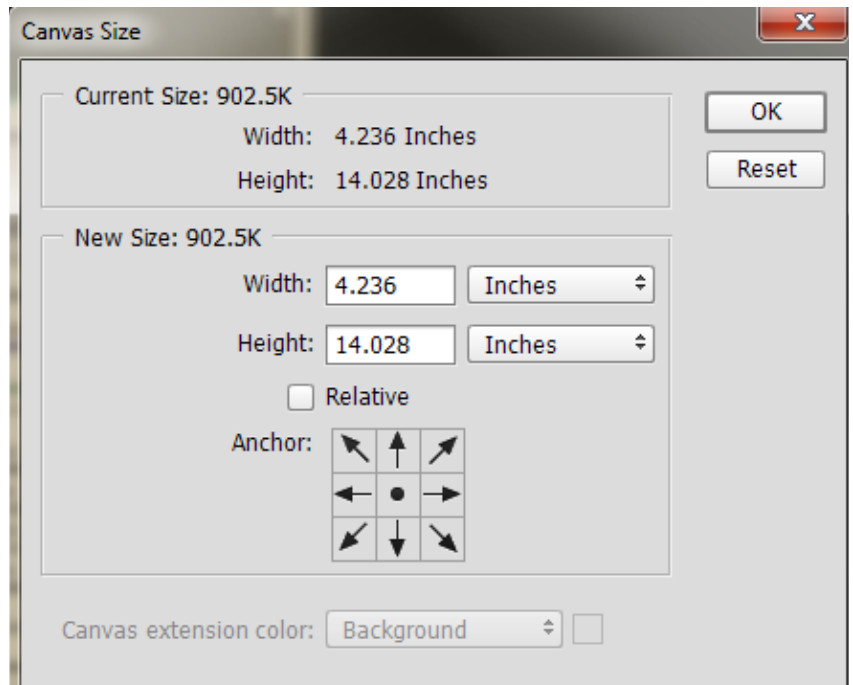 Canvas Size
Current Size: 902.5K
Width: 4.236 Inches
Height: 14.028 Inches
OK
Reset
New Size: 902.5K
Width: 4.236 Inches
Height: 14.028 Inches
Relative
Anchor:
Canvas extension color: Background